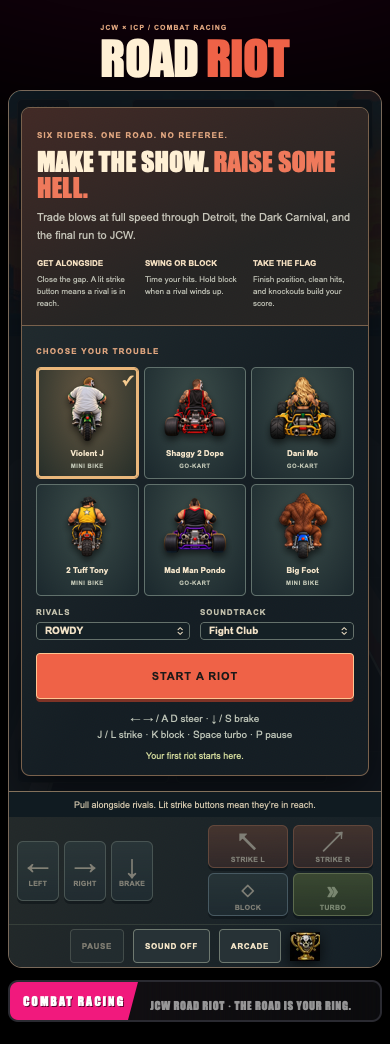 JCW × ICP / COMBAT RACING
ROAD RIOT
SIX RIDERS. ONE ROAD. NO REFEREE.
MAKE THE SHOW. RAISE SOME
HELL.
Trade blows at full speed through Detroit, the Dark Carnival, and
the final run to JCW.
GET ALONGSIDE
Close the gap. A lit strike
button means a rival is in
reach.
SWING OR BLOCK
Time your hits. Hold block
when a rival winds up.
TAKE THE FLAG
Finish position, clean hits,
and knockouts build your
score.
CHOOSE YOUR TROUBLE
Violent J
MINI BIKE
Shaggy 2 Dope
GO-KART
Dani Mo
GO-KART
2 Tuff Tony
MINI BIKE
Mad Man Pondo
GO-KART
Big Foot
MINI BIKE
RIVALS
ROWDY
SOUNDTRACK
Fight Club
START A RIOT
← → / A D steer · ↓ / S brake
J / L strike · K block · Space turbo · P pause
Your first riot starts here.
Pull alongside rivals. Lit strike buttons mean they're in reach.
←
LEFT
→
RIGHT
↓
BRAKE
↖
STRIKE L
↗
STRIKE R
◇
BLOCK
»
TURBO
PAUSE
SOUND OFF
ARCADE
COMBAT RACING
JCW ROAD RIOT · THE ROAD IS YOUR RING.